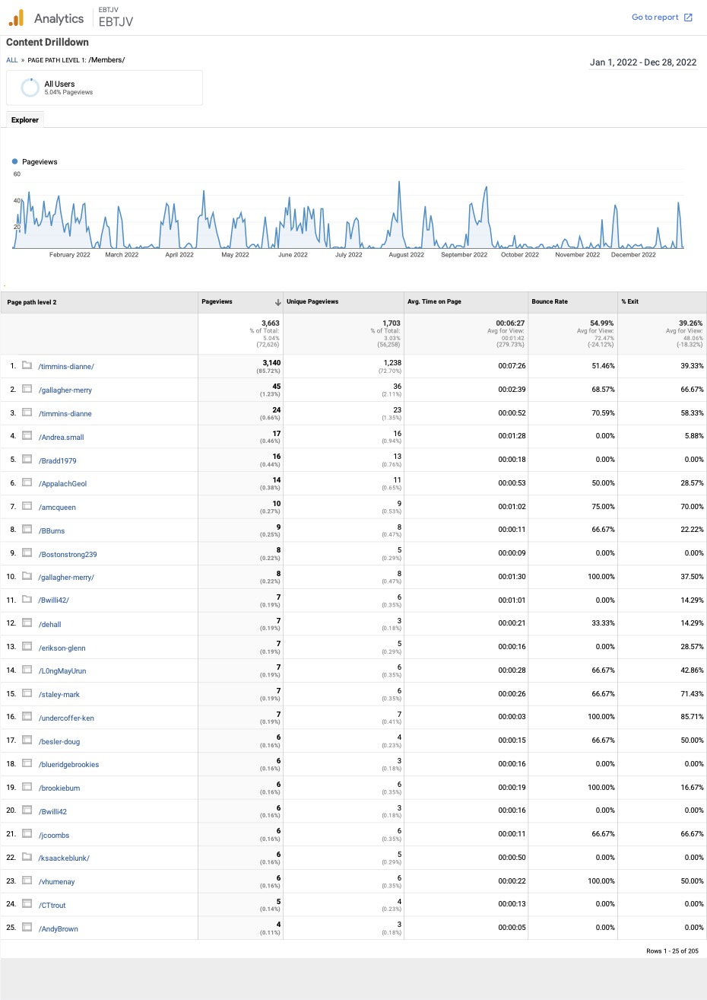 Analytics
EBTJV
EBTJV
Go to report
Content Drilldown
ALL » PAGE PATH LEVEL 1: /Members/
Jan 1, 2022 - Dec 28, 2022
All Users
5.04% Pageviews
Explorer
Pageviews
60
40
20
February 2022 March 2022 April 2022 May 2022 June 2022 July 2022 August 2022 September 2022 October 2022 November 2022 December 2022
Page path level 2 Pageviews Unique Pageviews Avg. Time on Page Bounce Rate % Exit
3,663 1,703 00:06:27 54.99% 39.26%
% of Total: % of Total: Avg for View: Avg for View: Avg for View:
5.04% 3.03% 00:01:42 72.47% 48.06%
(72,626) (56,258) (279.73%) (-24.12%) (-18.32%)
1. /timmins-dianne/ 3,140 1,238 00:07:26 51.46% 39.33%
(85.72%) (72.70%)
2. /gallagher-merry 45 36 00:02:39 68.57% 66.67%
(1.23%) (2.11%)
3. /timmins-dianne 24 23 00:00:52 70.59% 58.33%
(0.66%) (1.35%)
4. /Andrea.small 17 16 00:01:28 0.00% 5.88%
(0.46%) (0.94%)
5. /Bradd1979 16 13 00:00:18 0.00% 0.00%
(0.44%) (0.76%)
6. /AppalachGeol 14 11 00:00:53 50.00% 28.57%
(0.38%) (0.65%)
7. /amcqueen 10 9 00:01:02 75.00% 70.00%
(0.27%) (0.53%)
8. /BBurns 9 8 00:00:11 66.67% 22.22%
(0.25%) (0.47%)
9. /Bostonstrong239 8 5 00:00:09 0.00% 0.00%
(0.22%) (0.29%)
10. /gallagher-merry/ 8 8 00:01:30 100.00% 37.50%
(0.22%) (0.47%)
11. /Bwilli42/ 7 6 00:01:01 0.00% 14.29%
(0.19%) (0.35%)
12. /dehall 7 3 00:00:21 33.33% 14.29%
(0.19%) (0.18%)
13. /erikson-glenn 7 5 00:00:16 0.00% 28.57%
(0.19%) (0.29%)
14. /L0ngMayUrun 7 6 00:00:28 66.67% 42.86%
(0.19%) (0.35%)
15. /staley-mark 7 6 00:00:26 66.67% 71.43%
(0.19%) (0.35%)
16. /undercoffer-ken 7 7 00:00:03 100.00% 85.71%
(0.19%) (0.41%)
17. /besler-doug 6 4 00:00:15 66.67% 50.00%
(0.16%) (0.23%)
18. /blueridgebrookies 6 3 00:00:16 0.00% 0.00%
(0.16%) (0.18%)
19. /brookiebum 6 6 00:00:19 100.00% 16.67%
(0.16%) (0.35%)
20. /Bwilli42 6 3 00:00:16 0.00% 0.00%
(0.16%) (0.18%)
21. /jcoombs 6 6 00:00:11 66.67% 66.67%
(0.16%) (0.35%)
22. /ksaackeblunk/ 6 5 00:00:50 0.00% 0.00%
(0.16%) (0.29%)
23. /vhumenay 6 6 00:00:22 100.00% 50.00%
(0.16%) (0.35%)
24. /CTtrout 5 4 00:00:13 0.00% 0.00%
(0.14%) (0.23%)
25. /AndyBrown 4 3 00:00:05 0.00% 0.00%
(0.11%) (0.18%)
Rows 1 - 25 of 205